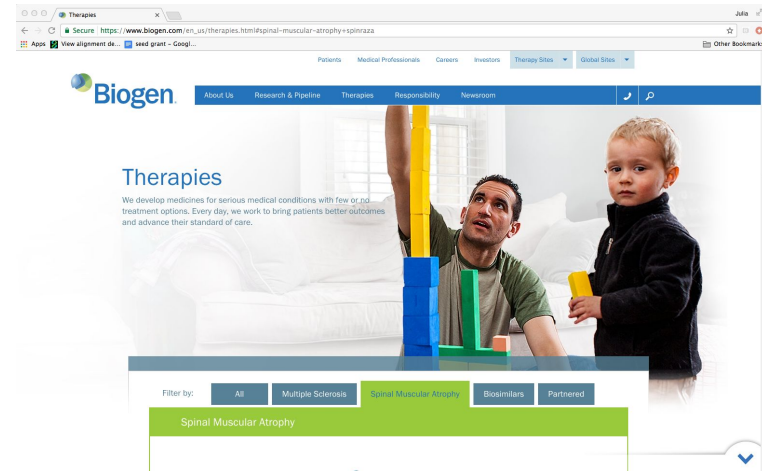 Therapies
Julia
Secure https://www.biogen.com/en_us/therapies.html#spinal-muscular-atrophy+spinraza
Apps View alignment de... seed grant - Googl... Other Bookmarks
Patients Medical Professionals Careers Investors Therapy Sites Global Sites
Biogen
About Us Research & Pipeline Therapies Responsibility Newsroom
Therapies
We develop medicines for serious medical conditions with few or no
treatment options. Every day, we work to bring patients better outcomes
and advance their standard of care.
Filter by: All Multiple Sclerosis Spinal Muscular Atrophy Biosimilars Partnered
Spinal Muscular Atrophy